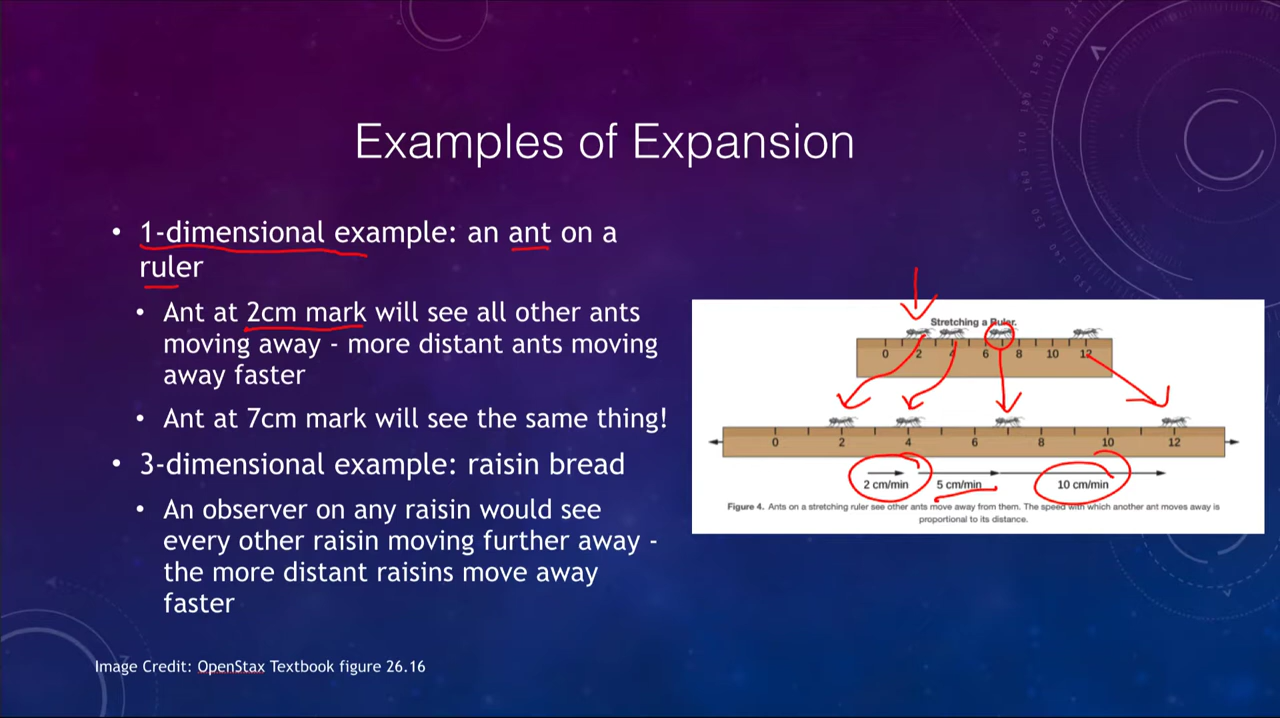 Examples of Expansion
• 1-dimensional example: an ant on a
ruler
• Ant at 2cm mark will see all other ants
moving away - more distant ants moving
away faster
• Ant at 7cm mark will see the same thing!
• 3-dimensional example: raisin bread
• An observer on any raisin would see
every other raisin moving further away -
the more distant raisins move away
faster
Image Credit: OpenStax Textbook figure 26.16
Stretching a Ruler.
0 2 4 6 8 10 12
0 2 4 6 8 10 12
2 cm/min 5 cm/min 10 cm/min
Figure 4. Ants on a stretching ruler see other ants move away from them. The speed with which another ant moves away is
proportional to its distance.